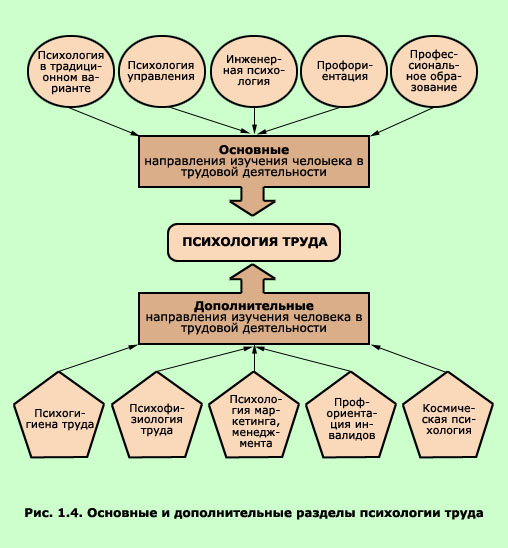 Психология
в традици-
онном ва-
рианте
Психология
управления
Инженер-
ная психо-
логия
Профори-
ентация
Профес-
сиональ-
ное обра-
зование
Основные
направления изучения челоыека в
трудовой деятельности
ПСИХОЛОГИЯ ТРУДА
Дополнительные
направления изучения человека в
трудовой деятельности
Психоги-
гиена труда
Психофи-
зиология
труда
Психоло-
гия мар-
кетинга,
менедж-
мента
Проф-
ориента-
ция ин-
валидов
Космиче-
ская пси-
хология
Рис. 1.4. Основные и дополнительные разделы психологии труда